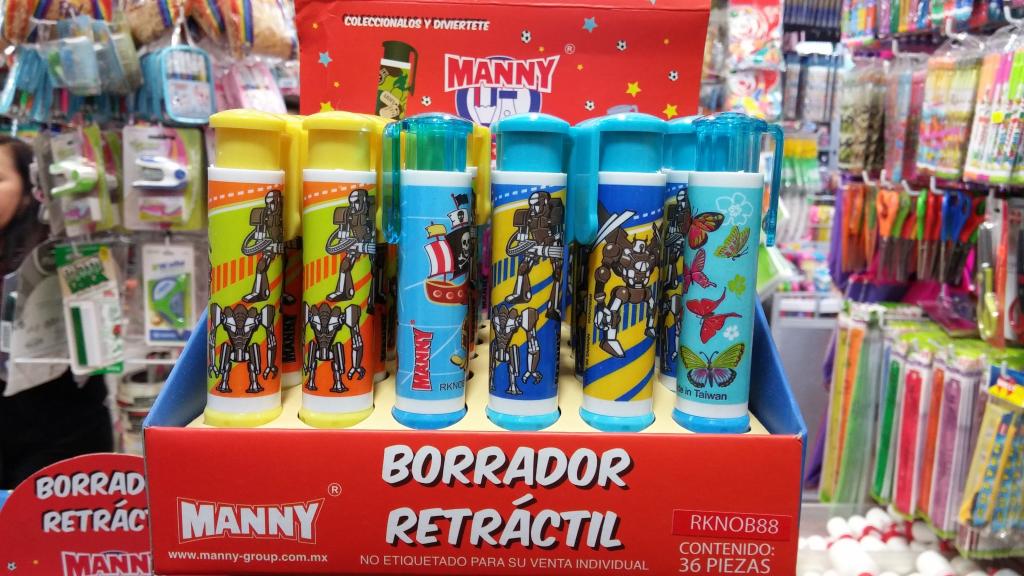 COLECCIONALOS Y DIVIERTETE
MANNY®
MANNY
RKNOB
Made in Taiwan
BORRADOR
RETRÁCTIL
MANNY®
www.manny-group.com.mx
NO ETIQUETADO PARA SU VENTA INDIVIDUAL
RKNOB88
CONTENIDO:
36 PIEZAS
BORRAD
RETRÁCT
MANN